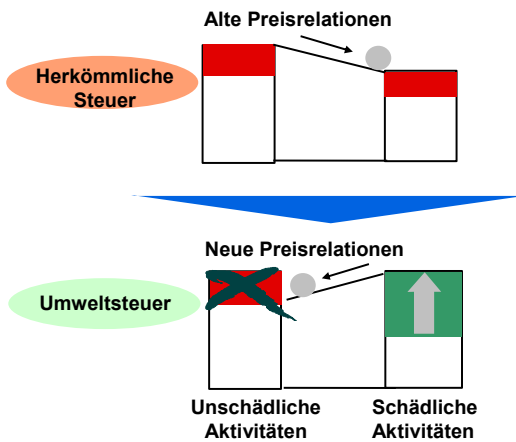 Alte Preisrelationen
Herkömmliche
Steuer
Neue Preisrelationen
Umweltsteuer
Unschädliche
Aktivitäten
Schädliche
Aktivitäten